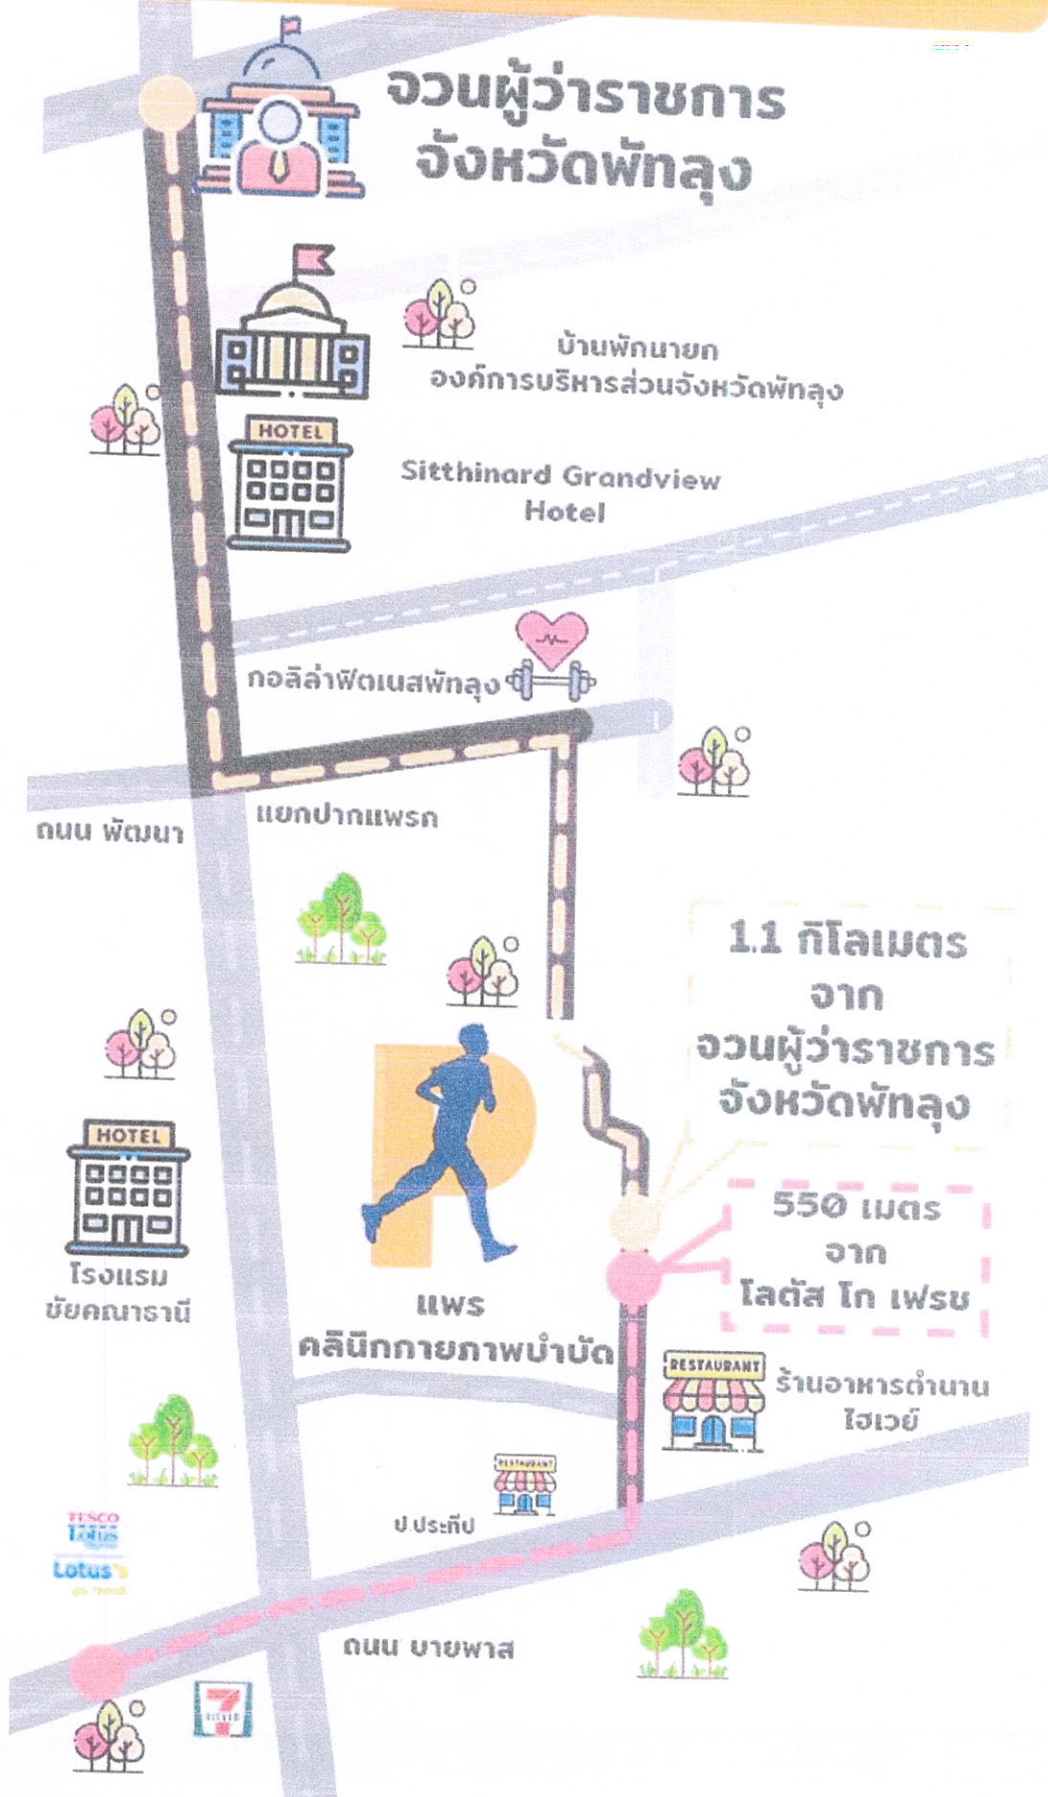 จวนผู้ว่าราชการ
จังหวัดพัทลุง
บ้านพักนายก
องค์การบริหารส่วนจังหวัดพัทลุง
HOTEL
Sitthinard Grandview
Hotel
กอลิล่าฟิตเนสพัทลุง
แยกปากแพรก
ถนน พัฒนา
1.1 กิโลเมตร
จาก
จวนผู้ว่าราชการ
จังหวัดพัทลุง
HOTEL
โรงแรม
ชัยคณาธานี
P
550 เมตร
จาก
โลตัส โก เฟรช
แพร
คลินิกกายภาพบำบัด
RESTAURANT
ร้านอาหารตำนาน
ไฮเวย์
RESTAURANT
ป.ประทีป
TESCO
Lotus
Lotus's
ถนน บายพาส
7
ELEVEN